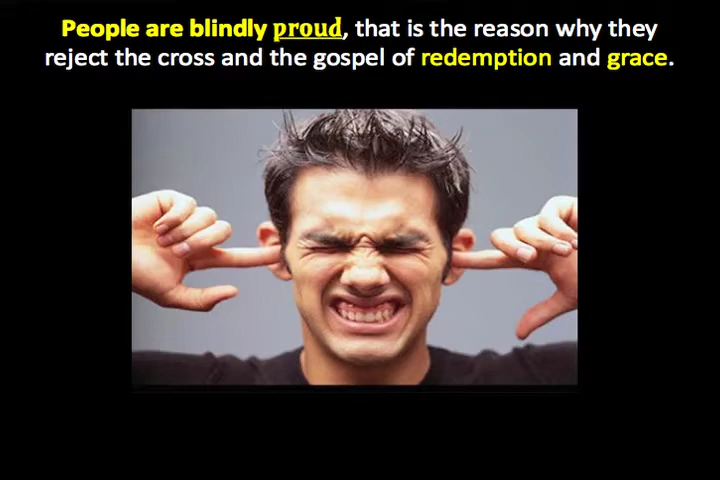 People are blindly proud, that is the reason why they
reject the cross and the gospel of redemption and grace.